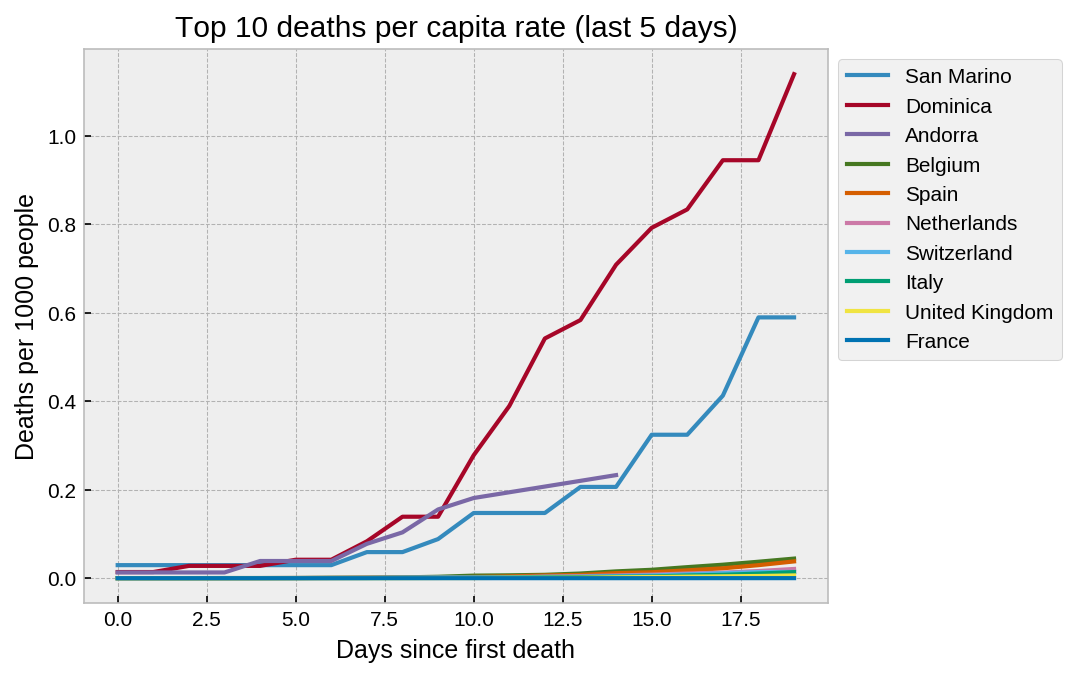 Top 10 deaths per capita rate (last 5 days)
Deaths per 1000 people
1.0
0.8
0.6
0.4
0.2
0.0
0.0 2.5 5.0 7.5 10.0 12.5 15.0 17.5
Days since first death
San Marino
Dominica
Andorra
Belgium
Spain
Netherlands
Switzerland
Italy
United Kingdom
France